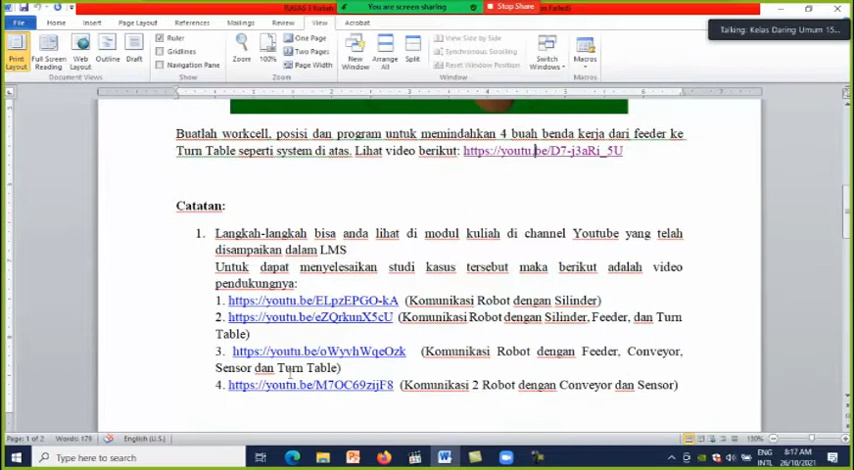 TUGAS 3 Kuliah
You are screen sharing
Stop Share
Failed)
File Home Insert Page Layout References Mailings Review View Acrobat
Talking: Kelas Daring Umum 15...
Ruler
Gridlines
Navigation Pane
One Page
Two Pages
Page Width
View Side by Side
Synchronous Scrolling
Reset Window Position
Print Layout
Full Screen Reading
Web Layout
Outline
Draft
Zoom
100%
New Window
Arrange All
Split
Switch Windows
Macros
Document Views
Show
Zoom
Window
Macros
Buatlah workcell, posisi dan program untuk memindahkan 4 buah benda kerja dari feeder ke
Turn Table seperti system di atas. Lihat video berikut: https://youtu.be/D7-j3aRi_5U
Catatan:
1. Langkah-langkah bisa anda lihat di modul kuliah di channel Youtube yang telah
disampaikan dalam LMS
Untuk dapat menyelesaikan studi kasus tersebut maka berikut adalah video
pendukungnya:
1. https://youtu.be/ELpzEPGO-kA (Komunikasi Robot dengan Silinder)
2. https://youtu.be/eZQrkunX5cU (Komunikasi Robot dengan Silinder, Feeder, dan Turn
Table)
3. https://youtu.be/oWyvhWqeOzk (Komunikasi Robot dengan Feeder, Conveyor,
Sensor dan Turn Table)
4. https://youtu.be/M7OC69zijF8 (Komunikasi 2 Robot dengan Conveyor dan Sensor)
Page: 1 of 2 Words: 179 English (U.S.) 130%
Type here to search
ENG
INTL
8:17 AM
26/10/2021